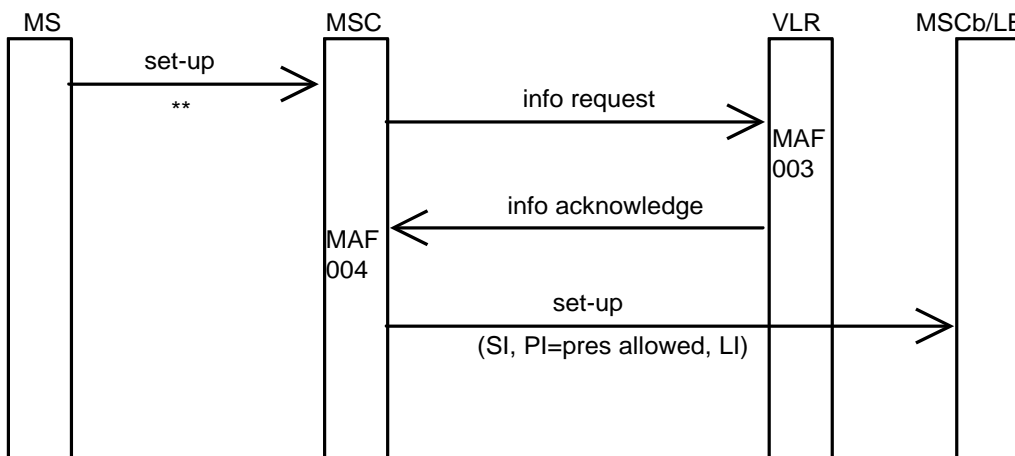 MS MSC VLR MSCb/LE
set-up
**
info request
MAF
003
info acknowledge
MAF
004
set-up
(SI, PI=pres allowed, LI)